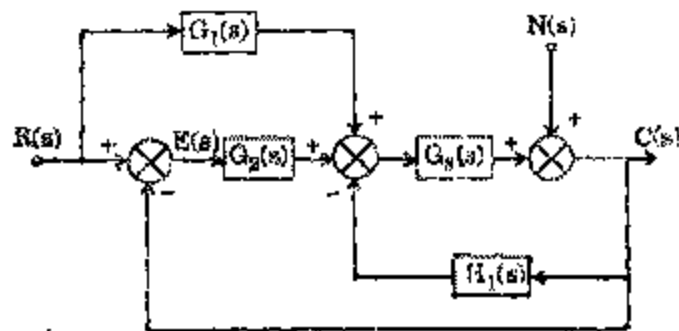 G₁(s)
N(s)
R(s)
+
E(s)
G₂(s)
+
+
G₃(s)
+
+
C(s)
-
-
H₁(s)